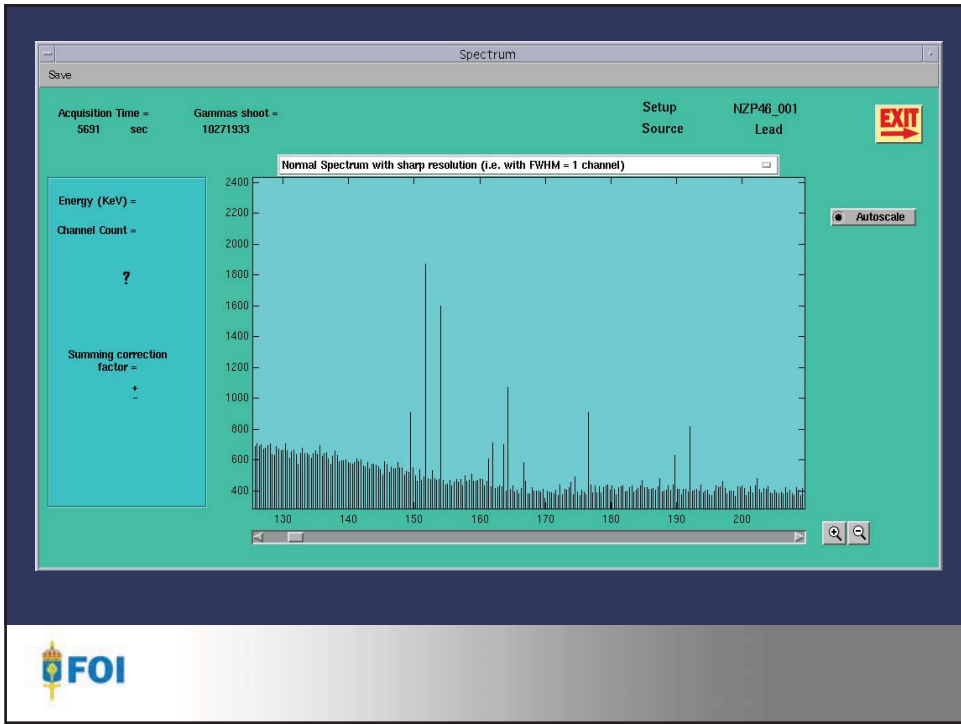 Spectrum
Save
Acquisition Time =
5691 sec
Gammas shoot =
10271933
Setup NZP46_001
Source Lead
EXIT
Normal Spectrum with sharp resolution (i.e. with FWHM = 1 channel)
Energy (KeV) =
Channel Count =
?
Summing correction
factor =
+
-
2400
2200
2000
1800
1600
1400
1200
1000
800
600
400
130 140 150 160 170 180 190 200
Autoscale
FOI